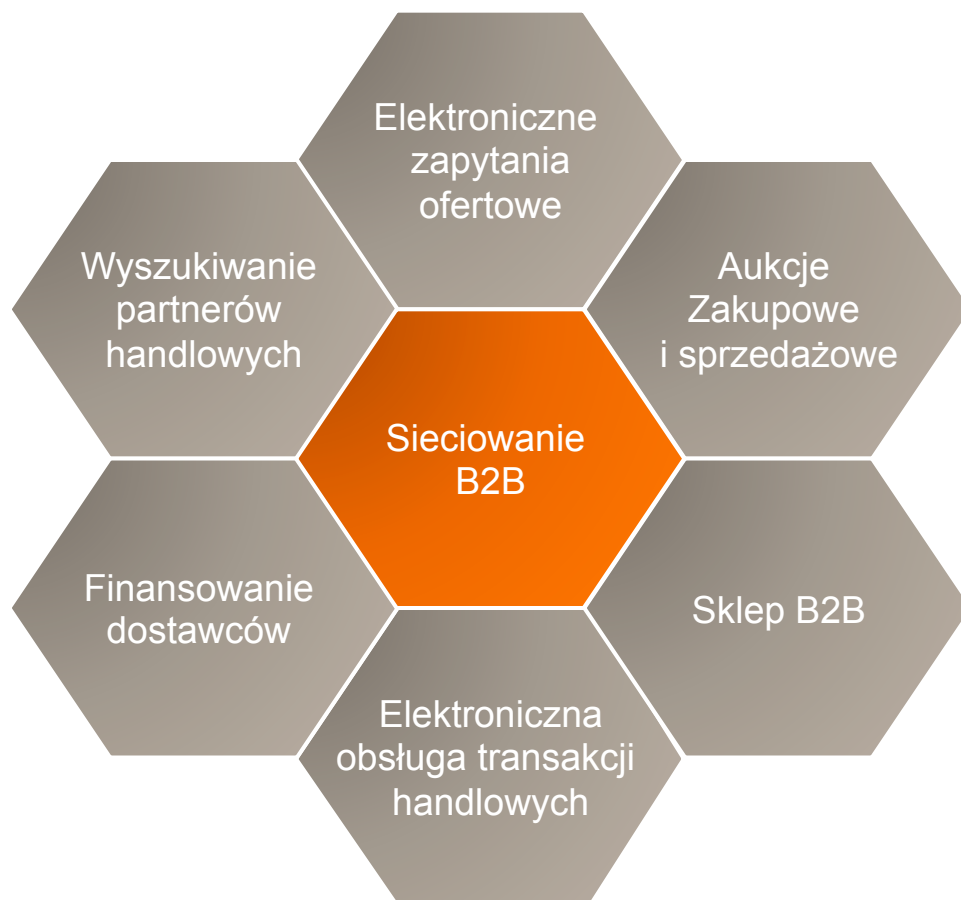 Elektroniczne
zapytania
ofertowe
Wyszukiwanie
partnerów
handlowych
Aukcje
Zakupowe
i sprzedażowe
Sieciowanie
B2B
Finansowanie
dostawców
Sklep B2B
Elektroniczna
obsługa transakcji
handlowych